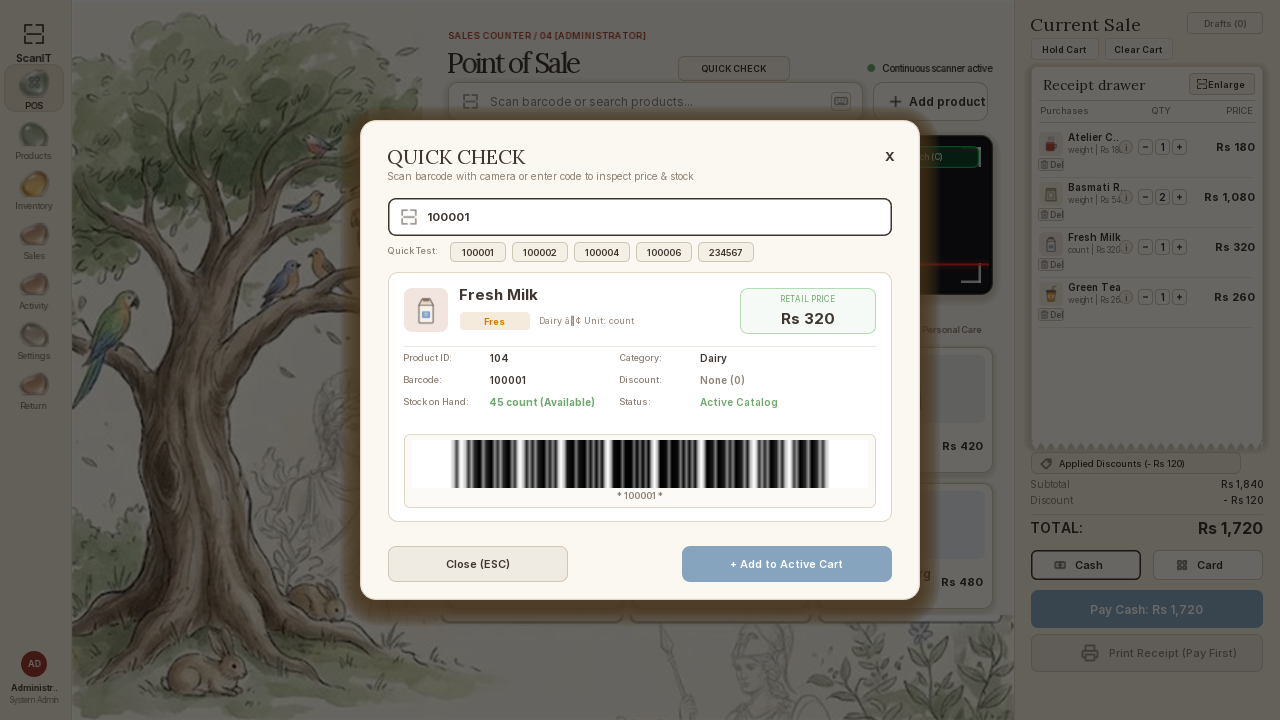 ScanIT
POS
Products
Inventory
Sales
Activity
Settings
Return
AD
Administr..
System Admin
SALES COUNTER / 04 [ADMINISTRATOR]
Point of Sale
QUICK CHECK
Continuous scanner active
Scan barcode or search products...
+ Add product
QUICK CHECK
X
Scan barcode with camera or enter code to inspect price & stock
100001
Quick Test:
100001
100002
100004
100006
234567
Fresh Milk
Fres
Dairy â¢ Unit: count
RETAIL PRICE
Rs 320
Product ID: 104
Category: Dairy
Barcode: 100001
Discount: None (0)
Stock on Hand: 45 count (Available)
Status: Active Catalog
* 100001 *
Close (ESC)
+ Add to Active Cart
(C)
Personal Care
Rs 420
Rs 480
Current Sale
Drafts (0)
Hold Cart
Clear Cart
Receipt drawer
Enlarge
Purchases QTY PRICE
Atelier C..
weight | Rs 18
− 1 +
Rs 180
Del
Basmati R..
weight | Rs 54
− 2 +
Rs 1,080
Del
Fresh Milk
count | Rs 320
− 1 +
Rs 320
Del
Green Tea
weight | Rs 26
− 1 +
Rs 260
Del
Applied Discounts (- Rs 120)
Subtotal Rs 1,840
Discount - Rs 120
TOTAL: Rs 1,720
Cash
Card
Pay Cash: Rs 1,720
Print Receipt (Pay First)